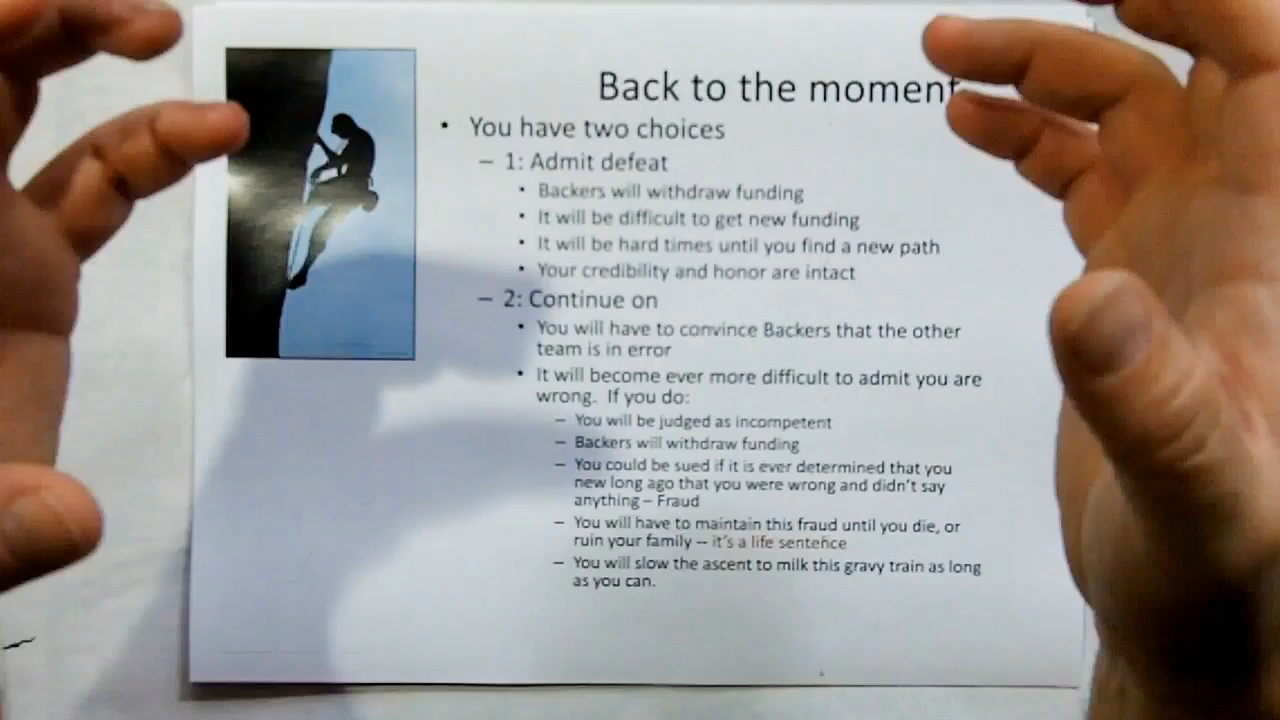 Back to the moment
• You have two choices
– 1: Admit defeat
• Backers will withdraw funding
• It will be difficult to get new funding
• It will be hard times until you find a new path
• Your credibility and honor are intact
– 2: Continue on
• You will have to convince Backers that the other
team is in error
• It will become ever more difficult to admit you are
wrong. If you do:
– You will be judged as incompetent
– Backers will withdraw funding
– You could be sued if it is ever determined that you
new long ago that you were wrong and didn't say
anything – Fraud
– You will have to maintain this fraud until you die, or
ruin your family -- it's a life sentence
– You will slow the ascent to milk this gravy train as long
as you can.